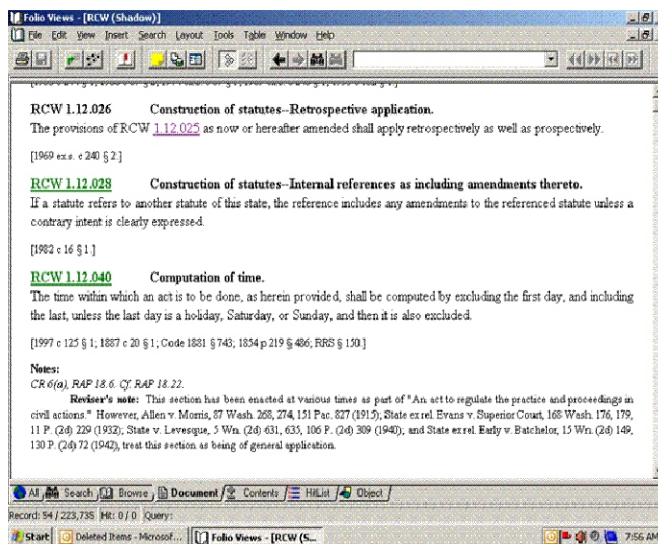 Folio Views - [RCW (Shadow)]
File Edit View Insert Search Layout Tools Table Window Help
RCW 1.12.026 Construction of statutes--Retrospective application.
The provisions of RCW 1.12.025 as now or hereafter amended shall apply retrospectively as well as prospectively.
[1969 ex.s. c 240 § 2.]
RCW 1.12.028 Construction of statutes--Internal references as including amendments thereto.
If a statute refers to another statute of this state, the reference includes any amendments to the referenced statute unless a
contrary intent is clearly expressed.
[1982 c 16 § 1.]
RCW 1.12.040 Computation of time.
The time within which an act is to be done, as herein provided, shall be computed by excluding the first day, and including
the last, unless the last day is a holiday, Saturday, or Sunday, and then it is also excluded.
[1997 c 125 § 1; 1887 c 20 § 1; Code 1881 § 743; 1854 p 219 § 486; RRS § 150.]
Notes:
CR 6(a), RAP 18.6. Cf. RAP 18.22.
Reviser's note: This section has been enacted at various times as part of "An act to regulate the practice and proceedings in
civil actions." However, Allen v. Morris, 87 Wash. 268, 274, 151 Pac. 827 (1915); State ex rel. Evans v. Superior Court, 168 Wash. 176, 179,
11 P. (2d) 229 (1932); State v. Levesque, 5 Wn. (2d) 631, 635, 106 P. (2d) 309 (1940); and State ex rel. Early v. Batchelor, 15 Wn. (2d) 149,
130 P. (2d) 72 (1942), treat this section as being of general application.
All Search Browse Document Contents HitList Object
Record: 54 / 223,735 Hit: 0 / 0 Query:
Start Deleted Items - Microsof... Folio Views - [RCW (S... 7:56 AM